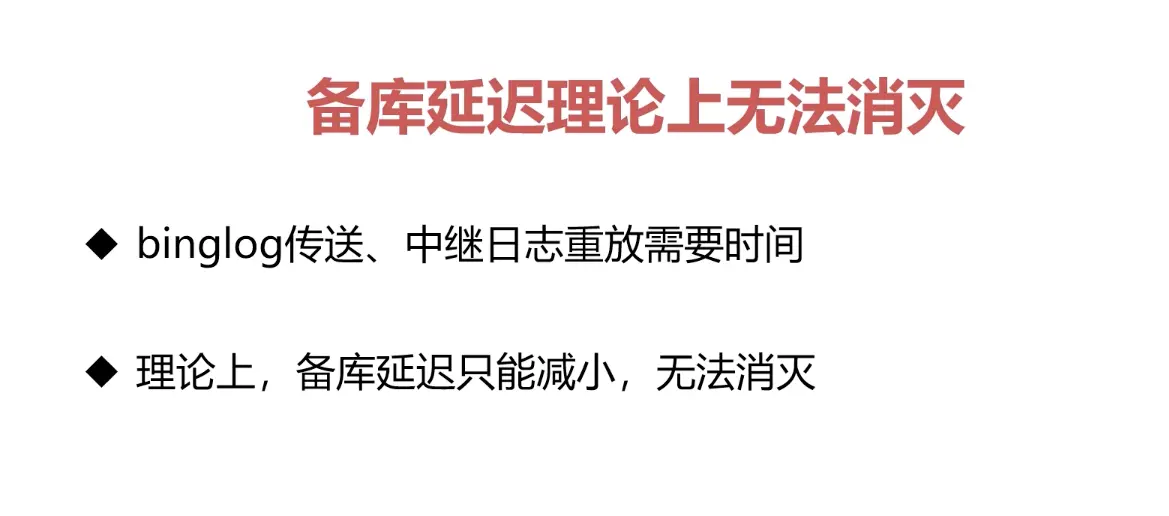 备库延迟理论上无法消灭
◆ binglog传送、中继日志重放需要时间
◆ 理论上，备库延迟只能减小，无法消灭